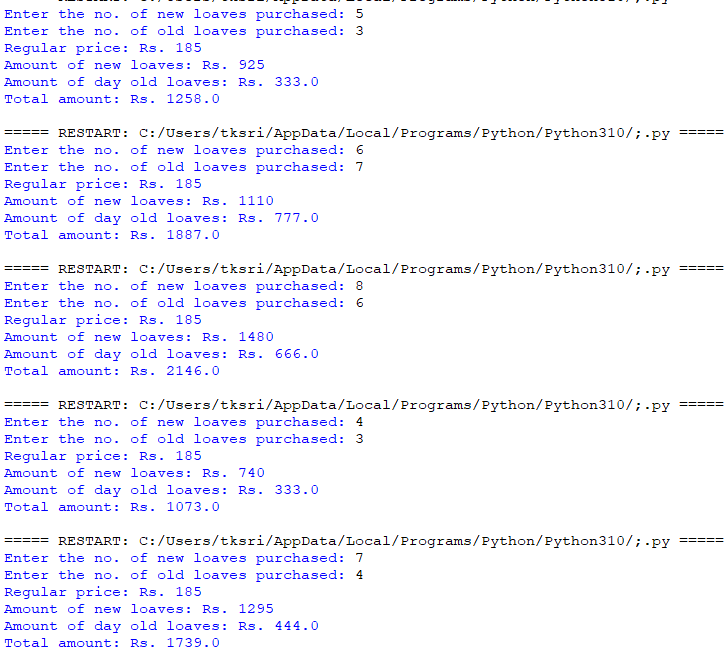 Enter the no. of new loaves purchased: 5
Enter the no. of old loaves purchased: 3
Regular price: Rs. 185
Amount of new loaves: Rs. 925
Amount of day old loaves: Rs. 333.0
Total amount: Rs. 1258.0
===== RESTART: C:/Users/tksri/AppData/Local/Programs/Python/Python310/;.py =====
Enter the no. of new loaves purchased: 6
Enter the no. of old loaves purchased: 7
Regular price: Rs. 185
Amount of new loaves: Rs. 1110
Amount of day old loaves: Rs. 777.0
Total amount: Rs. 1887.0
===== RESTART: C:/Users/tksri/AppData/Local/Programs/Python/Python310/;.py =====
Enter the no. of new loaves purchased: 8
Enter the no. of old loaves purchased: 6
Regular price: Rs. 185
Amount of new loaves: Rs. 1480
Amount of day old loaves: Rs. 666.0
Total amount: Rs. 2146.0
===== RESTART: C:/Users/tksri/AppData/Local/Programs/Python/Python310/;.py =====
Enter the no. of new loaves purchased: 4
Enter the no. of old loaves purchased: 3
Regular price: Rs. 185
Amount of new loaves: Rs. 740
Amount of day old loaves: Rs. 333.0
Total amount: Rs. 1073.0
===== RESTART: C:/Users/tksri/AppData/Local/Programs/Python/Python310/;.py =====
Enter the no. of new loaves purchased: 7
Enter the no. of old loaves purchased: 4
Regular price: Rs. 185
Amount of new loaves: Rs. 1295
Amount of day old loaves: Rs. 444.0
Total amount: Rs. 1739.0